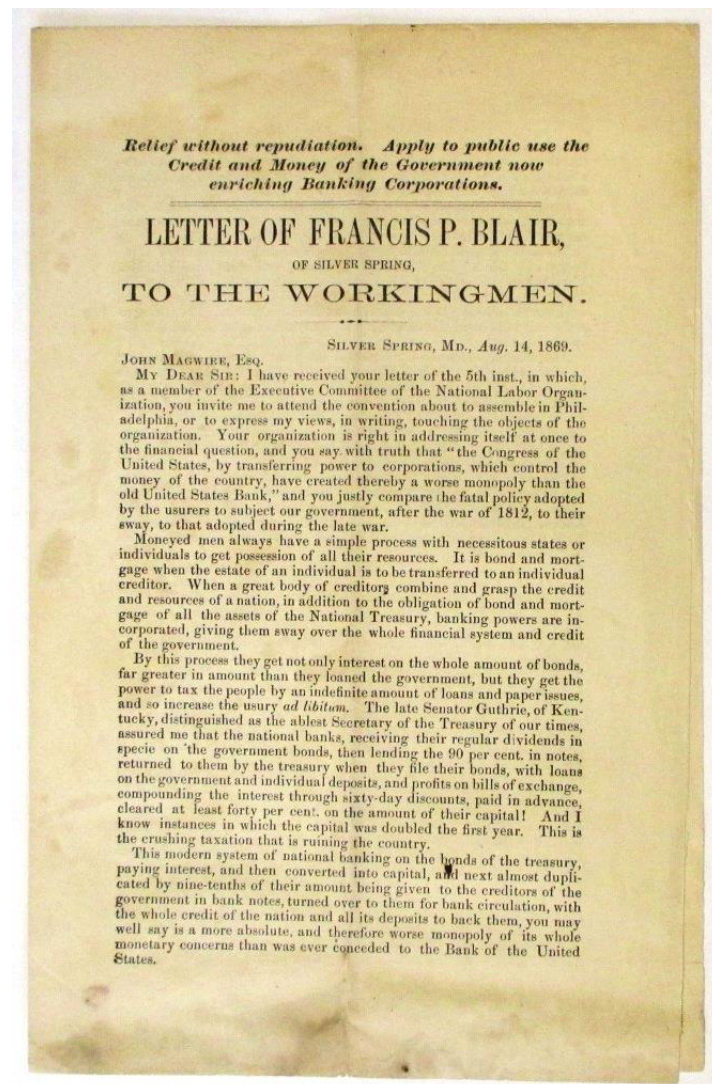 Relief without repudiation. Apply to public use the
Credit and Money of the Government now
enriching Banking Corporations.
LETTER OF FRANCIS P. BLAIR,
OF SILVER SPRING,
TO THE WORKINGMEN.
SILVER SPRING, MD., Aug. 14, 1869.
JOHN MAGWIRE, ESQ.
MY DEAR SIR: I have received your letter of the 5th inst., in which,
as a member of the Executive Committee of the National Labor Organ-
ization, you invite me to attend the convention about to assemble in Phil-
adelphia, or to express my views, in writing, touching the objects of the
organization. Your organization is right in addressing itself at once to
the financial question, and you say with truth that "the Congress of the
United States, by transferring power to corporations, which control the
money of the country, have created thereby a worse monopoly than the
old United States Bank," and you justly compare the fatal policy adopted
by the usurers to subject our government, after the war of 1812, to their
sway, to that adopted during the late war.
Moneyed men always have a simple process with necessitous states or
individuals to get possession of all their resources. It is bond and mort-
gage when the estate of an individual is to be transferred to an individual
creditor. When a great body of creditors combine and grasp the credit
and resources of a nation, in addition to the obligation of bond and mort-
gage of all the assets of the National Treasury, banking powers are in-
corporated, giving them sway over the whole financial system and credit
of the government.
By this process they get not only interest on the whole amount of bonds,
far greater in amount than they loaned the government, but they get the
power to tax the people by an indefinite amount of loans and paper issues,
and so increase the usury ad libitum. The late Senator Guthrie, of Ken-
tucky, distinguished as the ablest Secretary of the Treasury of our times,
assured me that the national banks, receiving their regular dividends in
specie on the government bonds, then lending the 90 per cent. in notes,
returned to them by the treasury when they file their bonds, with loans
on the government and individual deposits, and profits on bills of exchange,
compounding the interest through sixty-day discounts, paid in advance,
cleared at least forty per cent. on the amount of their capital! And I
know instances in which the capital was doubled the first year. This is
the crushing taxation that is ruining the country.
This modern system of national banking on the bonds of the treasury,
paying interest, and then converted into capital, and next almost dupli-
cated by nine-tenths of their amount being given to the creditors of the
government in bank notes, turned over to them for bank circulation, with
the whole credit of the nation and all its deposits to back them, you may
well say is a more absolute, and therefore worse monopoly of its whole
monetary concerns than was ever conceded to the Bank of the United
States.